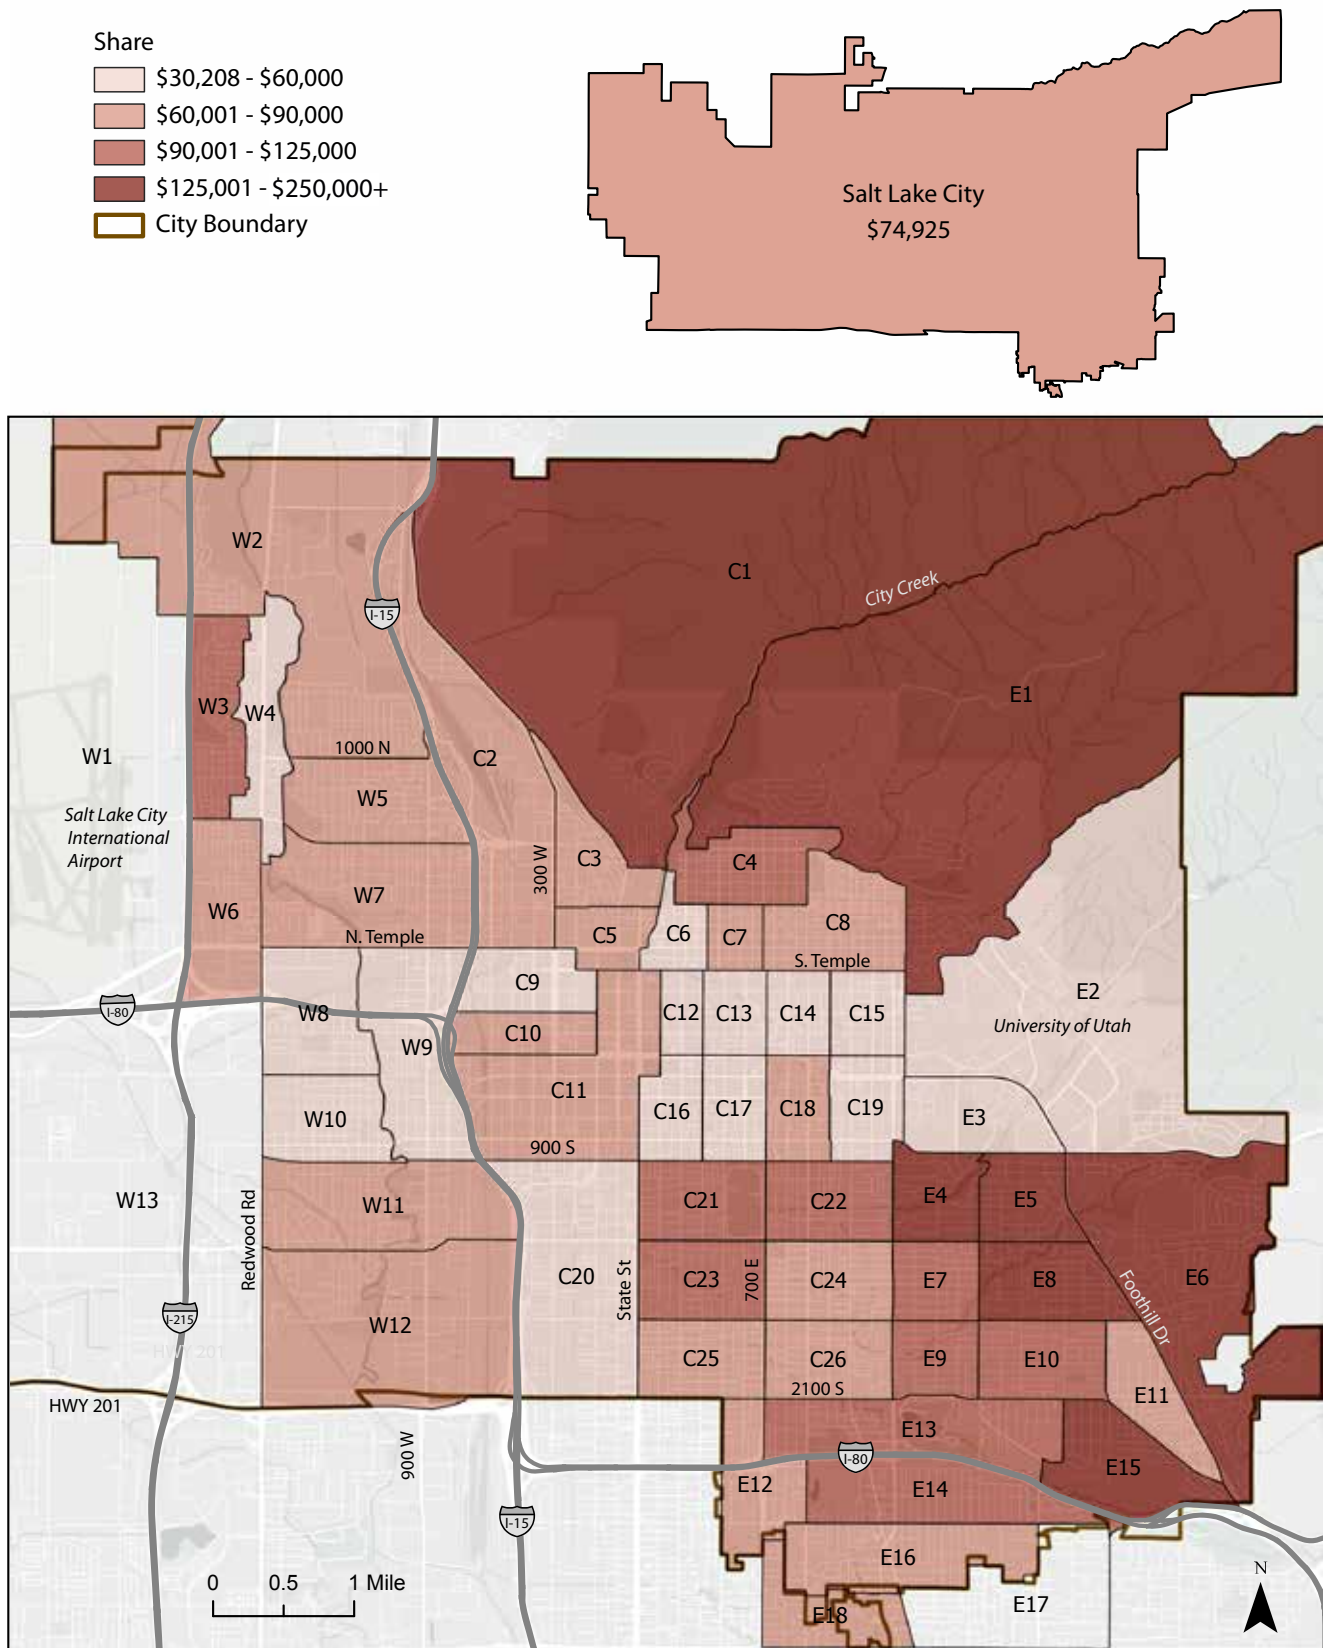 Share
$30,208 - $60,000
$60,001 - $90,000
$90,001 - $125,000
$125,001 - $250,000+
City Boundary
Salt Lake City
$74,925
W2
C1
City Creek
I-15
E1
W3
W4
W1
1000 N
C2
W5
Salt Lake City
International
Airport
300 W
C3
C4
W7
W6
N. Temple
C5
C6
C7
C8
S. Temple
C9
E2
I-80
W8
C12
C13
C14
C15
University of Utah
C10
W9
C11
W10
C16
C17
C18
C19
E3
900 S
W13
Redwood Rd
W11
C21
C22
E4
E5
C20
State St
C23
700 E
C24
E7
E8
Foothill Dr
E6
I-215
HWY 201
W12
C25
C26
E9
E10
2100 S
E11
HWY 201
900 W
E13
I-80
E12
E14
E15
I-15
E16
N
0 0.5 1 Mile
E18
E17